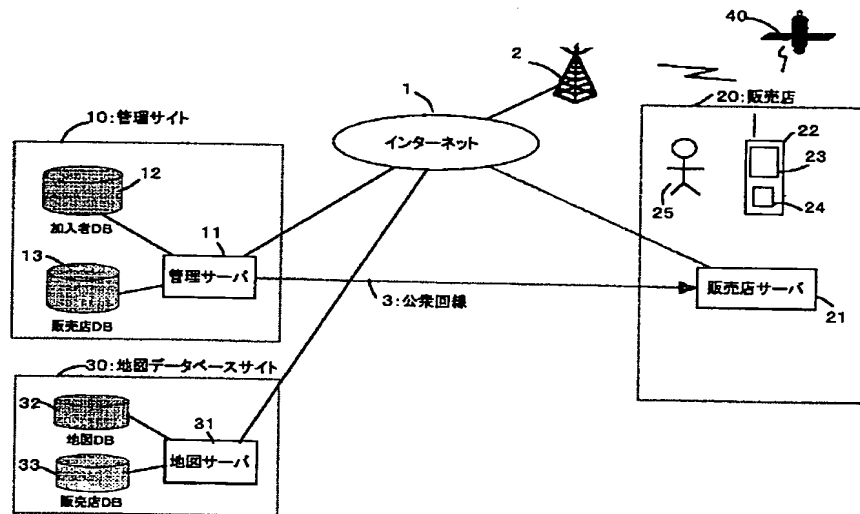 40
2
1
20:販売店
10:管理サイト
インターネット
22
23
12
25
24
加入者DB
11
13
管理サーバ
販売店サーバ
3:公衆回線
21
販売店DB
30:地図データベースサイト
32
31
地図DB
地図サーバ
33
販売店DB